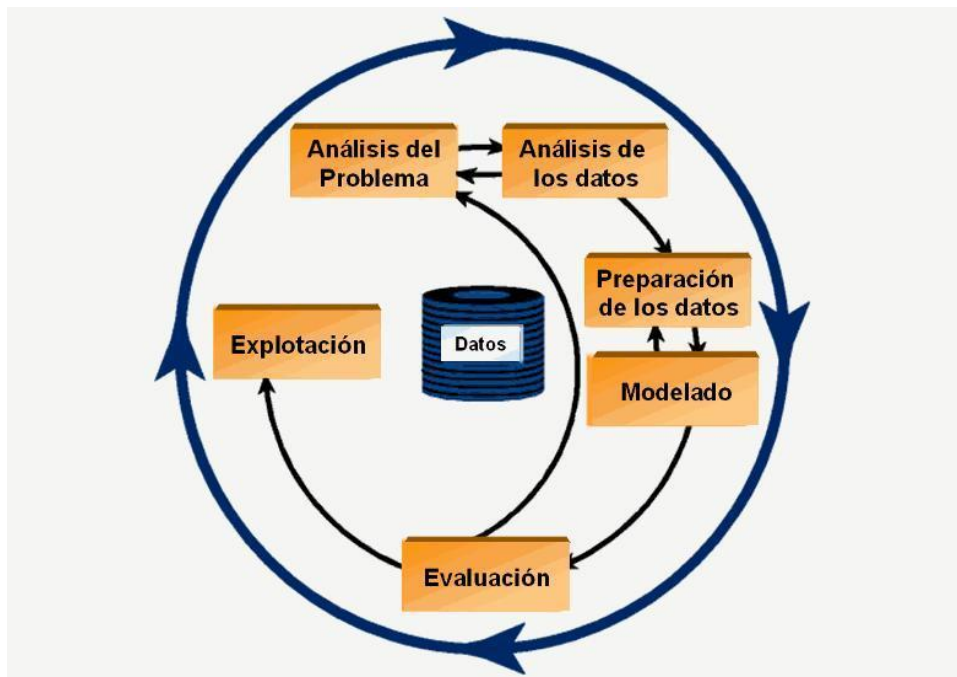 Análisis del
Problema
Análisis de
los datos
Preparación
de los datos
Explotación
Datos
Modelado
Evaluación